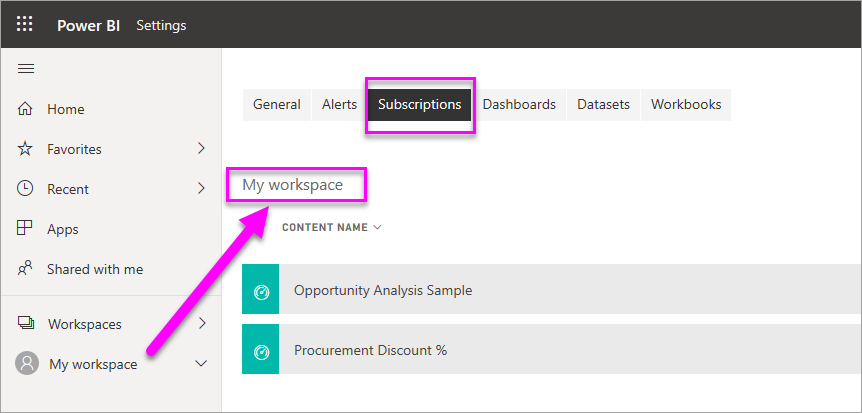 Power BI Settings
Home
Favorites
Recent
Apps
Shared with me
Workspaces
My workspace
General Alerts Subscriptions Dashboards Datasets Workbooks
My workspace
CONTENT NAME
Opportunity Analysis Sample
Procurement Discount %